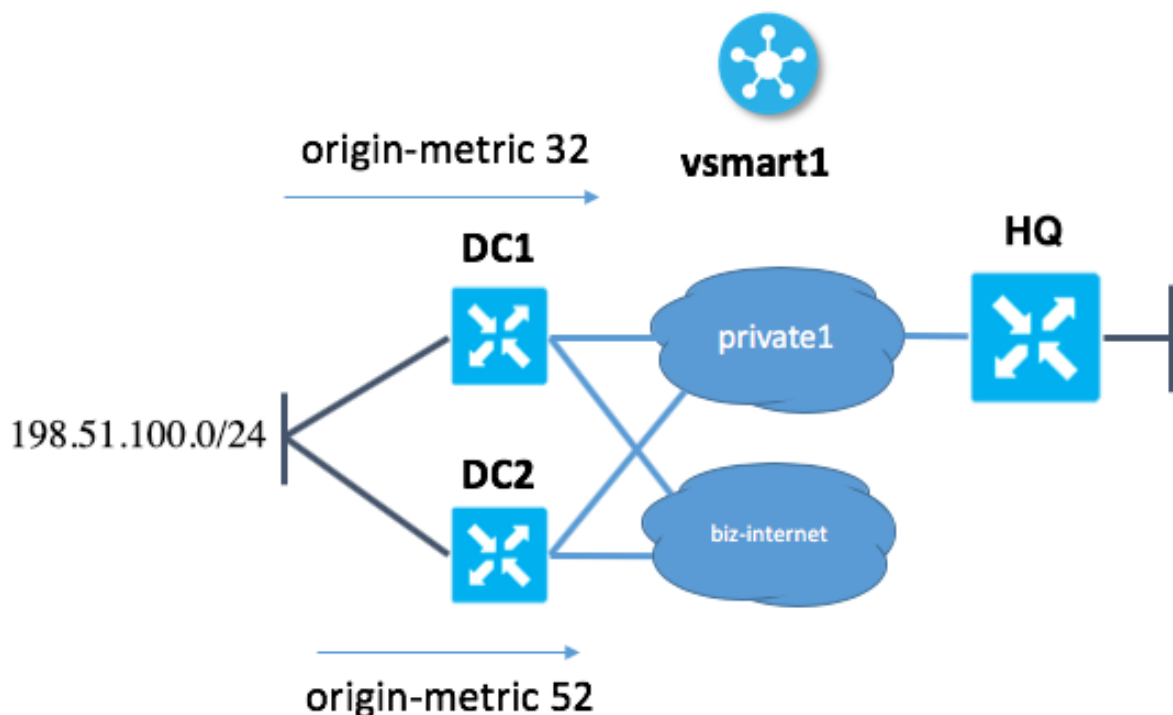 origin-metric 32
vsmart1
DC1
HQ
private1
198.51.100.0/24
DC2
biz-internet
origin-metric 52